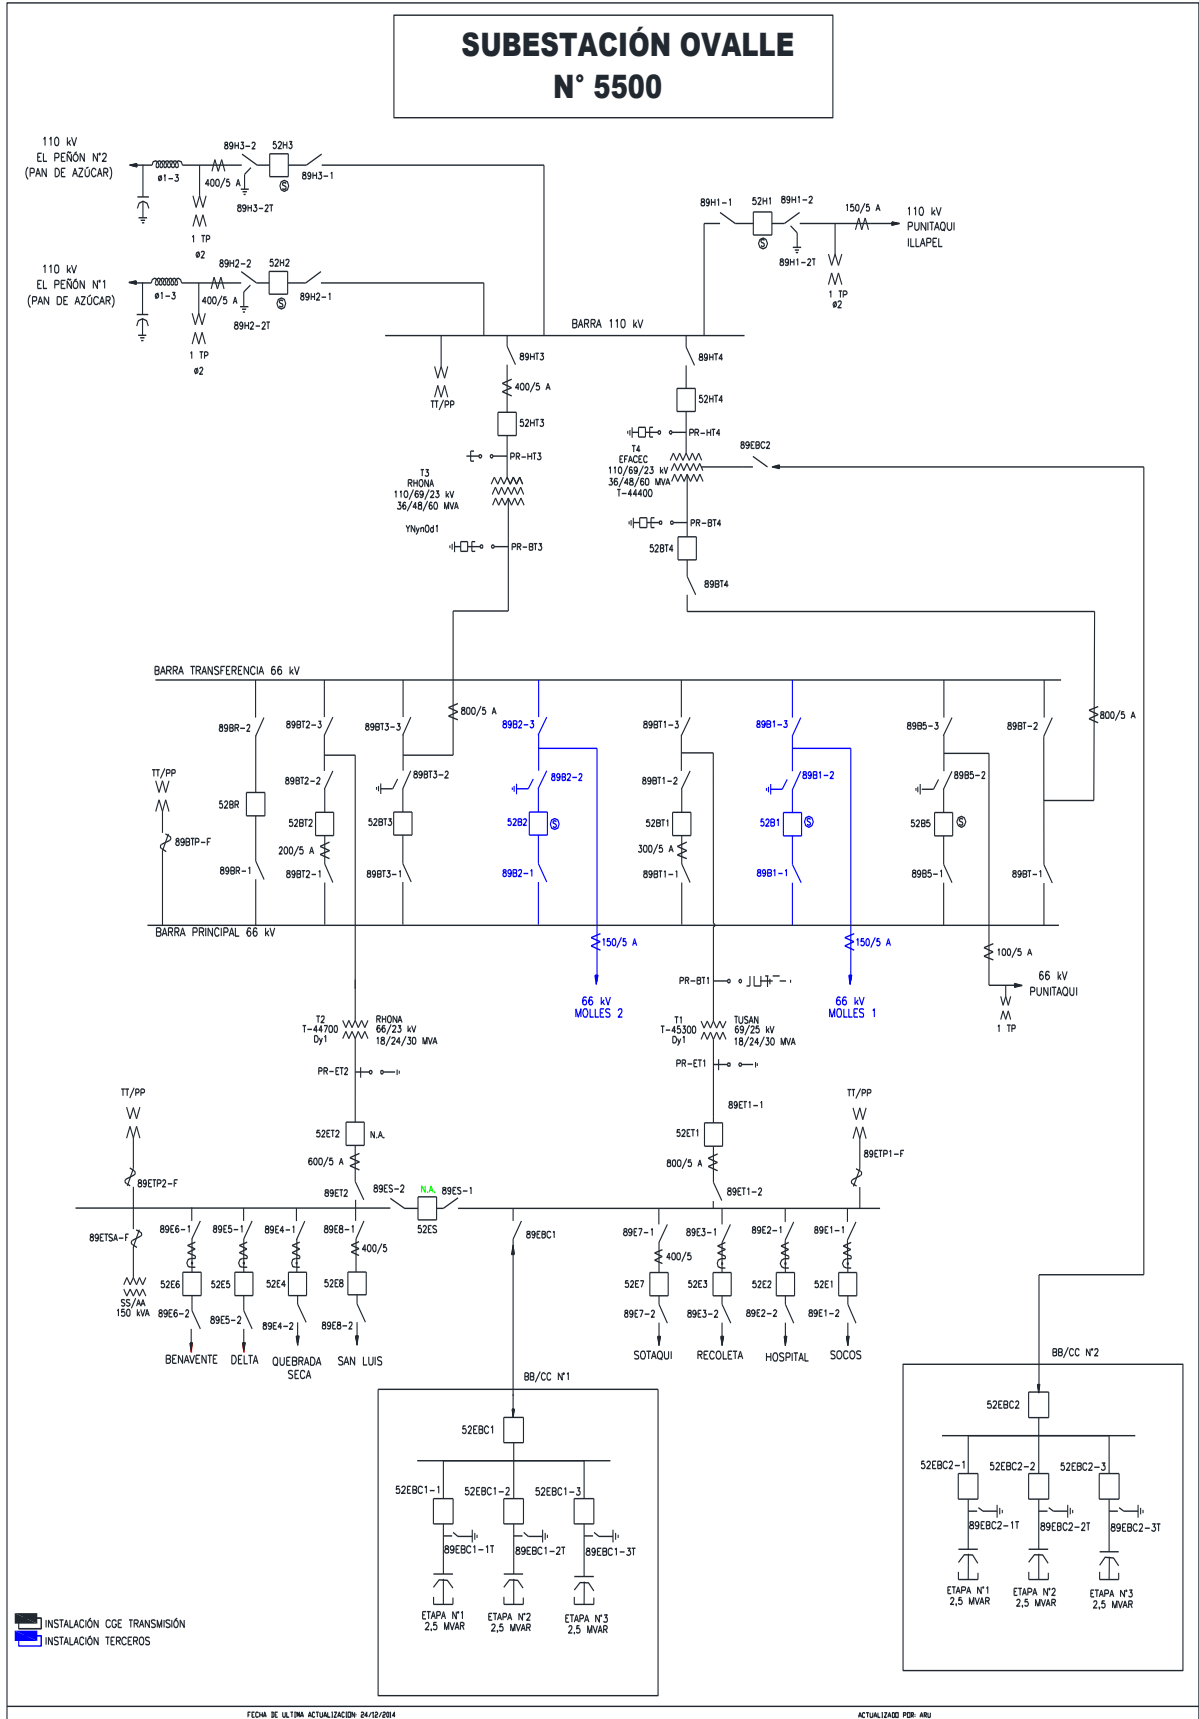 SUBESTACIÓN OVALLE
N° 5500
110 kV
EL PEÑÓN N°2
(PAN DE AZÚCAR)
ø1-3
400/5 A
89H3-2
52H3
89H3-1
S
89H3-2T
1 TP
ø2
110 kV
EL PEÑÓN N°1
(PAN DE AZÚCAR)
ø1-3
400/5 A
89H2-2
52H2
89H2-1
S
89H2-2T
1 TP
ø2
89H1-1
52H1
89H1-2
150/5 A
110 kV
PUNITAQUI
ILLAPEL
S
89H1-2T
1 TP
ø2
BARRA 110 kV
TT/PP
89HT3
400/5 A
52HT3
PR-HT3
T3
RHONA
110/69/23 kV
36/48/60 MVA
YNyn0d1
PR-BT3
89HT4
52HT4
PR-HT4
T4
EFACEC
110/69/23 kV
36/48/60 MVA
T-44400
89EBC2
PR-BT4
52BT4
89BT4
BARRA TRANSFERENCIA 66 kV
800/5 A
800/5 A
89BR-2
89BT2-3
89BT3-3
89B2-3
89BT1-3
89B1-3
89B5-3
89BT-2
TT/PP
89BT2-2
89BT3-2
89B2-2
89BT1-2
89B1-2
89B5-2
52BR
52BT2
52BT3
52B2
S
52BT1
52B1
S
52B5
S
89BTP-F
200/5 A
300/5 A
89BR-1
89BT2-1
89BT3-1
89B2-1
89BT1-1
89B1-1
89B5-1
89BT-1
BARRA PRINCIPAL 66 kV
150/5 A
150/5 A
100/5 A
66 kV
MOLLES 2
PR-BT1
66 kV
MOLLES 1
66 kV
PUNITAQUI
1 TP
T2
T-44700
Dy1
RHONA
66/23 kV
18/24/30 MVA
T1
T-45300
Dy1
TUSAN
69/25 kV
18/24/30 MVA
PR-ET2
PR-ET1
TT/PP
89ET1-1
TT/PP
52ET2
N.A.
52ET1
600/5 A
800/5 A
89ETP2-F
89ETP1-F
89ET2
89ES-2
N.A.
89ES-1
52ES
89ET1-2
89ETSA-F
SS/AA
150 kVA
89E6-1
89E5-1
89E4-1
89E8-1
400/5
52E6
52E5
52E4
52E8
89E6-2
89E5-2
89E4-2
89E8-2
BENAVENTE
DELTA
QUEBRADA
SECA
SAN LUIS
89EBC1
89E7-1
89E3-1
89E2-1
89E1-1
400/5
52E7
52E3
52E2
52E1
89E7-2
89E3-2
89E2-2
89E1-2
SOTAQUI
RECOLETA
HOSPITAL
SOCOS
BB/CC N°1
52EBC1
52EBC1-1
52EBC1-2
52EBC1-3
89EBC1-1T
89EBC1-2T
89EBC1-3T
ETAPA N°1
2,5 MVAR
ETAPA N°2
2,5 MVAR
ETAPA N°3
2,5 MVAR
BB/CC N°2
52EBC2
52EBC2-1
52EBC2-2
52EBC2-3
89EBC2-1T
89EBC2-2T
89EBC2-3T
ETAPA N°1
2,5 MVAR
ETAPA N°2
2,5 MVAR
ETAPA N°3
2,5 MVAR
INSTALACIÓN CGE TRANSMISIÓN
INSTALACIÓN TERCEROS
FECHA DE ULTIMA ACTUALIZACION: 24/12/2014
ACTUALIZADO POR: ARU